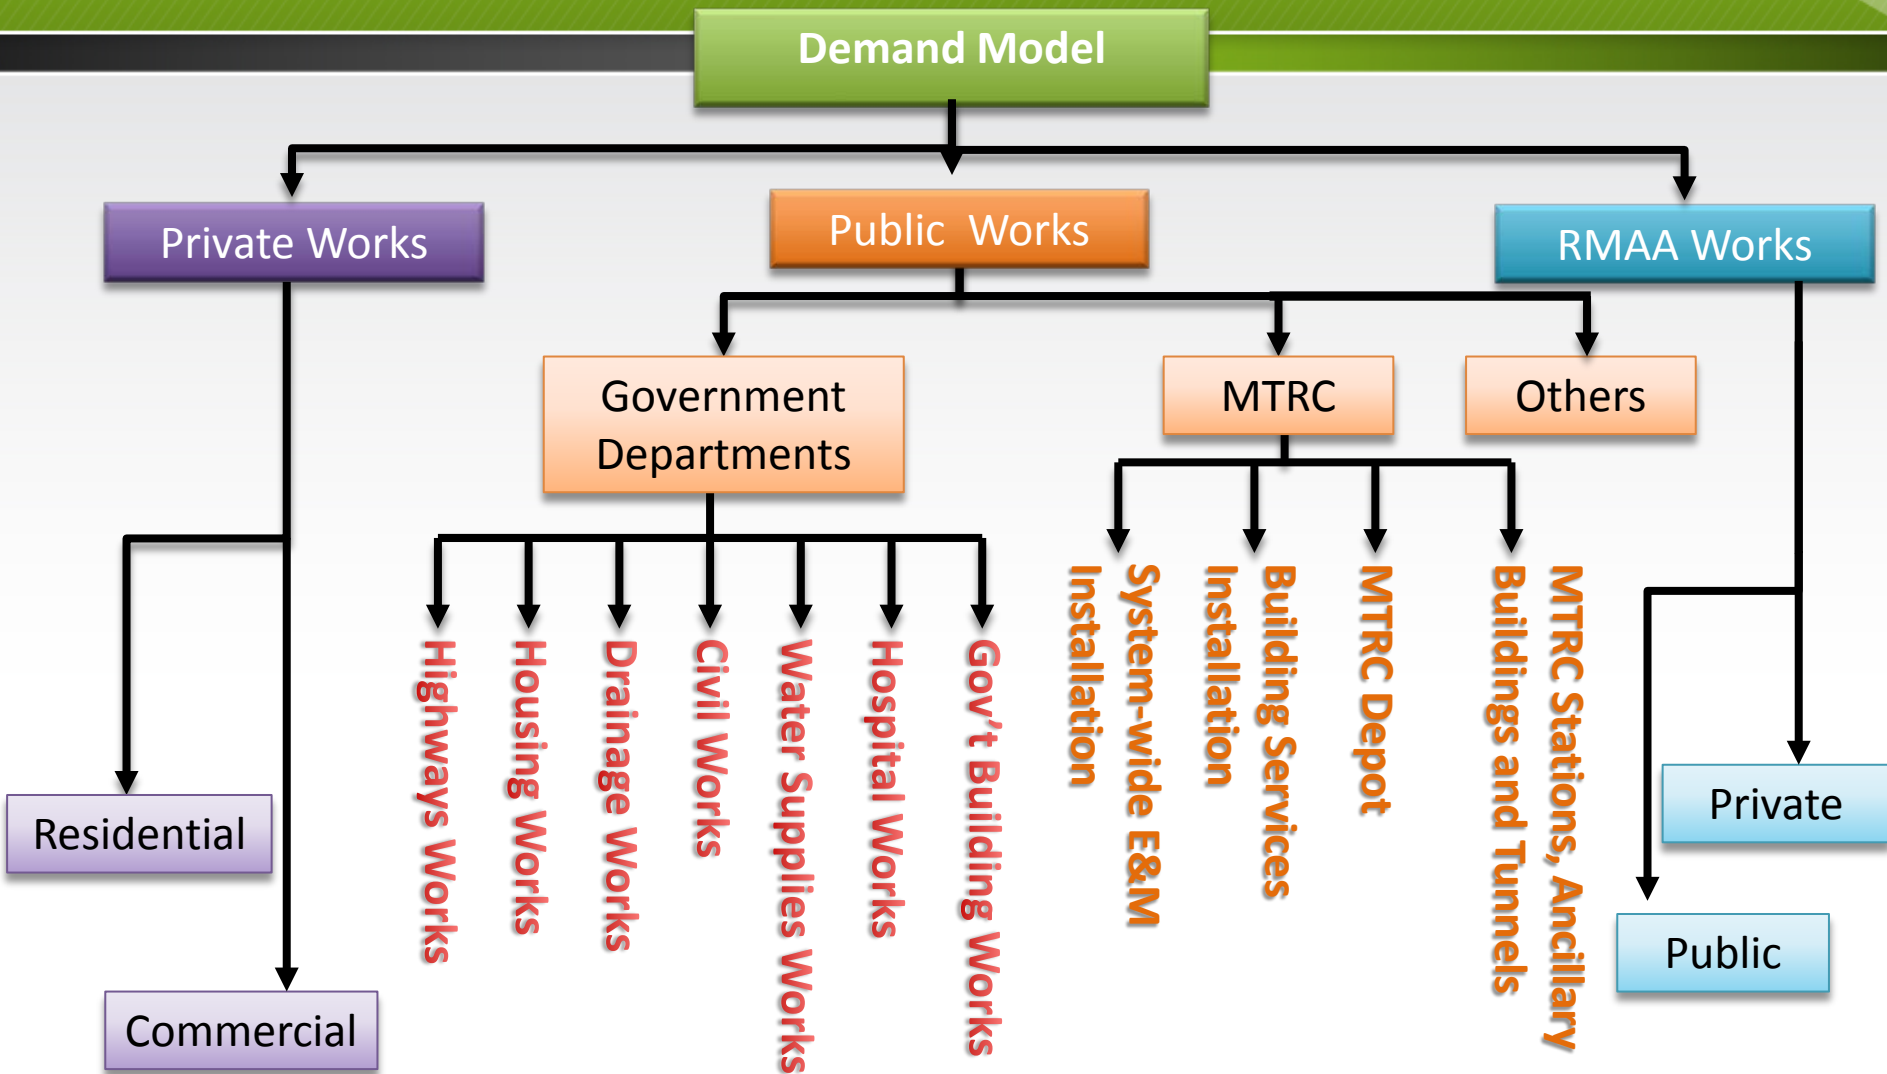 Demand Model
Private Works
Public Works
RMAA Works
Government
Departments
MTRC
Others
Highways Works
Housing Works
Drainage Works
Civil Works
Water Supplies Works
Hospital Works
Gov't Building Works
System-wide E&M
Installation
Building Services
Installation
MTRC Depot
MTRC Stations, Ancillary
Buildings and Tunnels
Residential
Commercial
Private
Public